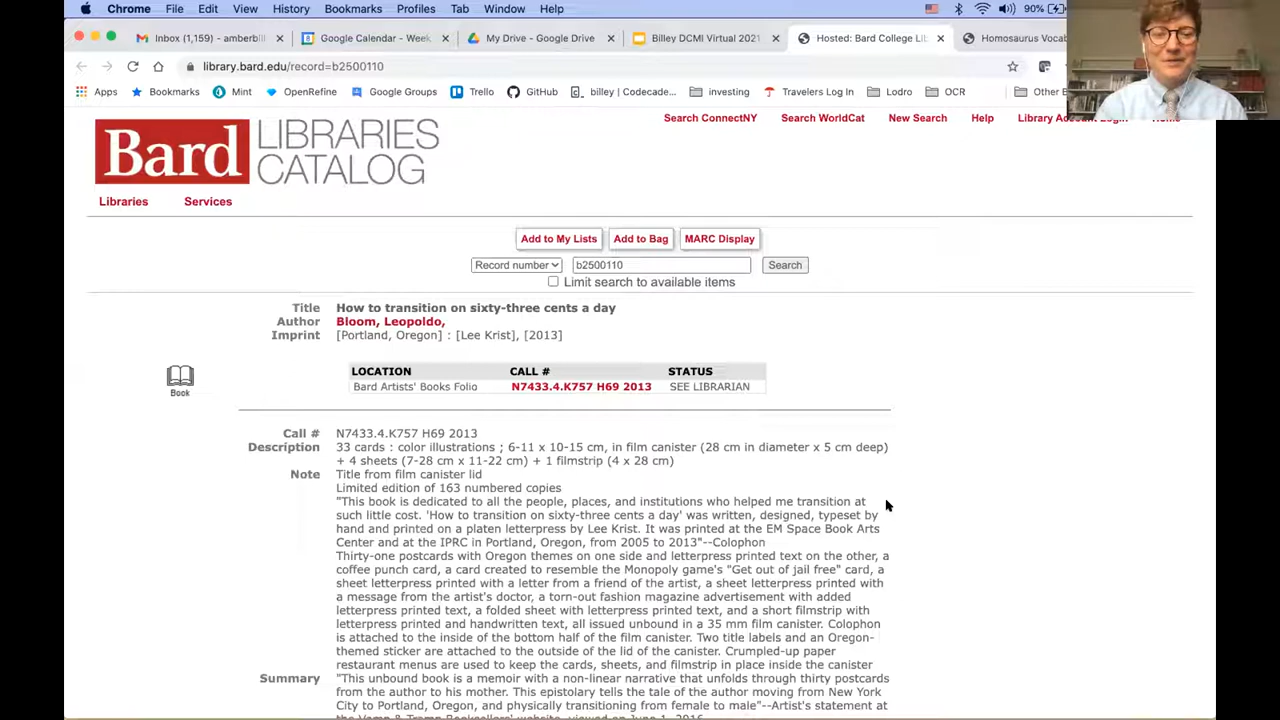 Chrome File Edit View History Bookmarks Profiles Tab Window Help 90%
Inbox (1,159) - amberbill Google Calendar - Week My Drive - Google Drive Billey DCMI Virtual 2021 Hosted: Bard College Lib Homosaurus Vocab
library.bard.edu/record=b2500110
Apps Bookmarks Mint OpenRefine Google Groups Trello GitHub billey | Codecade... investing Travelers Log In Lodro OCR Other
Search ConnectNY Search WorldCat New Search Help Library Account Login Home
Bard LIBRARIES
CATALOG
Libraries Services
Add to My Lists Add to Bag MARC Display
Record number b2500110 Search
Limit search to available items
Title How to transition on sixty-three cents a day
Author Bloom, Leopoldo,
Imprint [Portland, Oregon] : [Lee Krist], [2013]
LOCATION CALL # STATUS
Bard Artists' Books Folio N7433.4.K757 H69 2013 SEE LIBRARIAN
Book
Call # N7433.4.K757 H69 2013
Description 33 cards : color illustrations ; 6-11 x 10-15 cm, in film canister (28 cm in diameter x 5 cm deep)
+ 4 sheets (7-28 cm x 11-22 cm) + 1 filmstrip (4 x 28 cm)
Note Title from film canister lid
Limited edition of 163 numbered copies
"This book is dedicated to all the people, places, and institutions who helped me transition at
such little cost. 'How to transition on sixty-three cents a day' was written, designed, typeset by
hand and printed on a platen letterpress by Lee Krist. It was printed at the EM Space Book Arts
Center and at the IPRC in Portland, Oregon, from 2005 to 2013"--Colophon
Thirty-one postcards with Oregon themes on one side and letterpress printed text on the other, a
coffee punch card, a card created to resemble the Monopoly game's "Get out of jail free" card, a
sheet letterpress printed with a letter from a friend of the artist, a sheet letterpress printed with
a message from the artist's doctor, a torn-out fashion magazine advertisement with added
letterpress printed text, a folded sheet with letterpress printed text, and a short filmstrip with
letterpress printed and handwritten text, all issued unbound in a 35 mm film canister. Colophon
is attached to the inside of the bottom half of the film canister. Two title labels and an Oregon-
themed sticker are attached to the outside of the lid of the canister. Crumpled-up paper
restaurant menus are used to keep the cards, sheets, and filmstrip in place inside the canister
Summary "This unbound book is a memoir with a non-linear narrative that unfolds through thirty postcards
from the author to his mother. This epistolary tells the tale of the author moving from New York
City to Portland, Oregon, and physically transitioning from female to male"--Artist's statement at
the Vamp & Tramp Booksellers' website, viewed on June 1, 2016